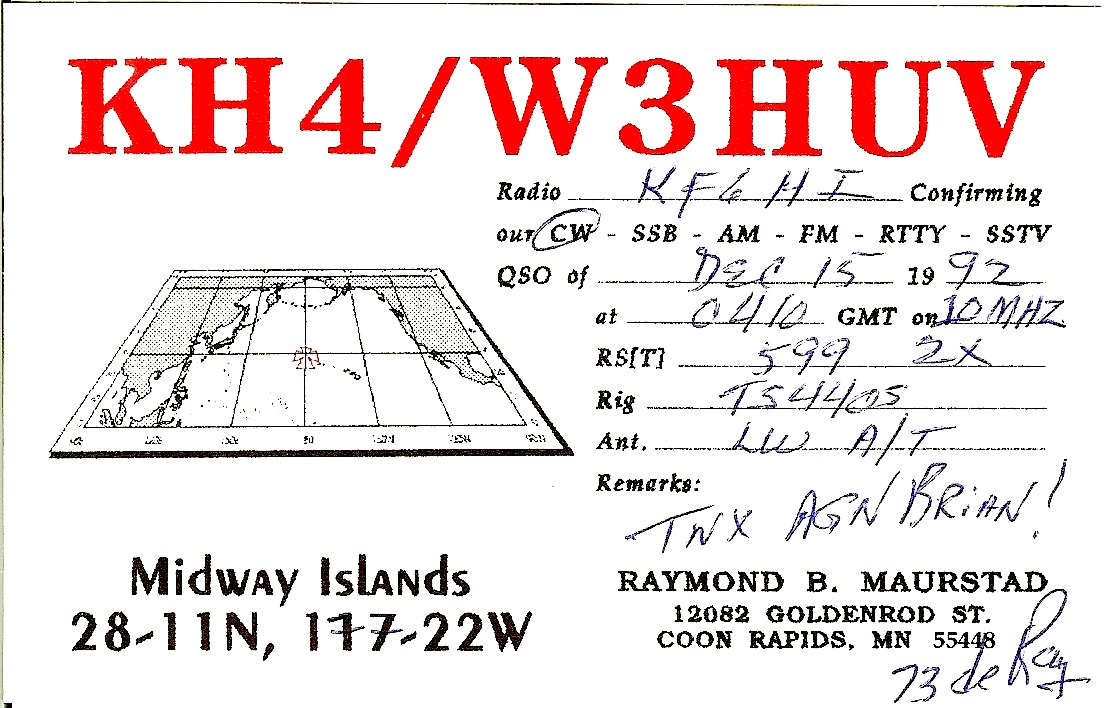 KH4/W3HUV
Radio KF6HI Confirming
our CW - SSB - AM - FM - RTTY - SSTV
QSO of DEC 15 19 92
at 0410 GMT on 10 MHZ
RS[T] 599 2X
Rig TS440S
Ant. LW A/T
Remarks:
TNX AGN BRIAN!
Midway Islands
28-11N, 177-22W
RAYMOND B. MAURSTAD
12082 GOLDENROD ST.
COON RAPIDS, MN 55448
73 de Ray